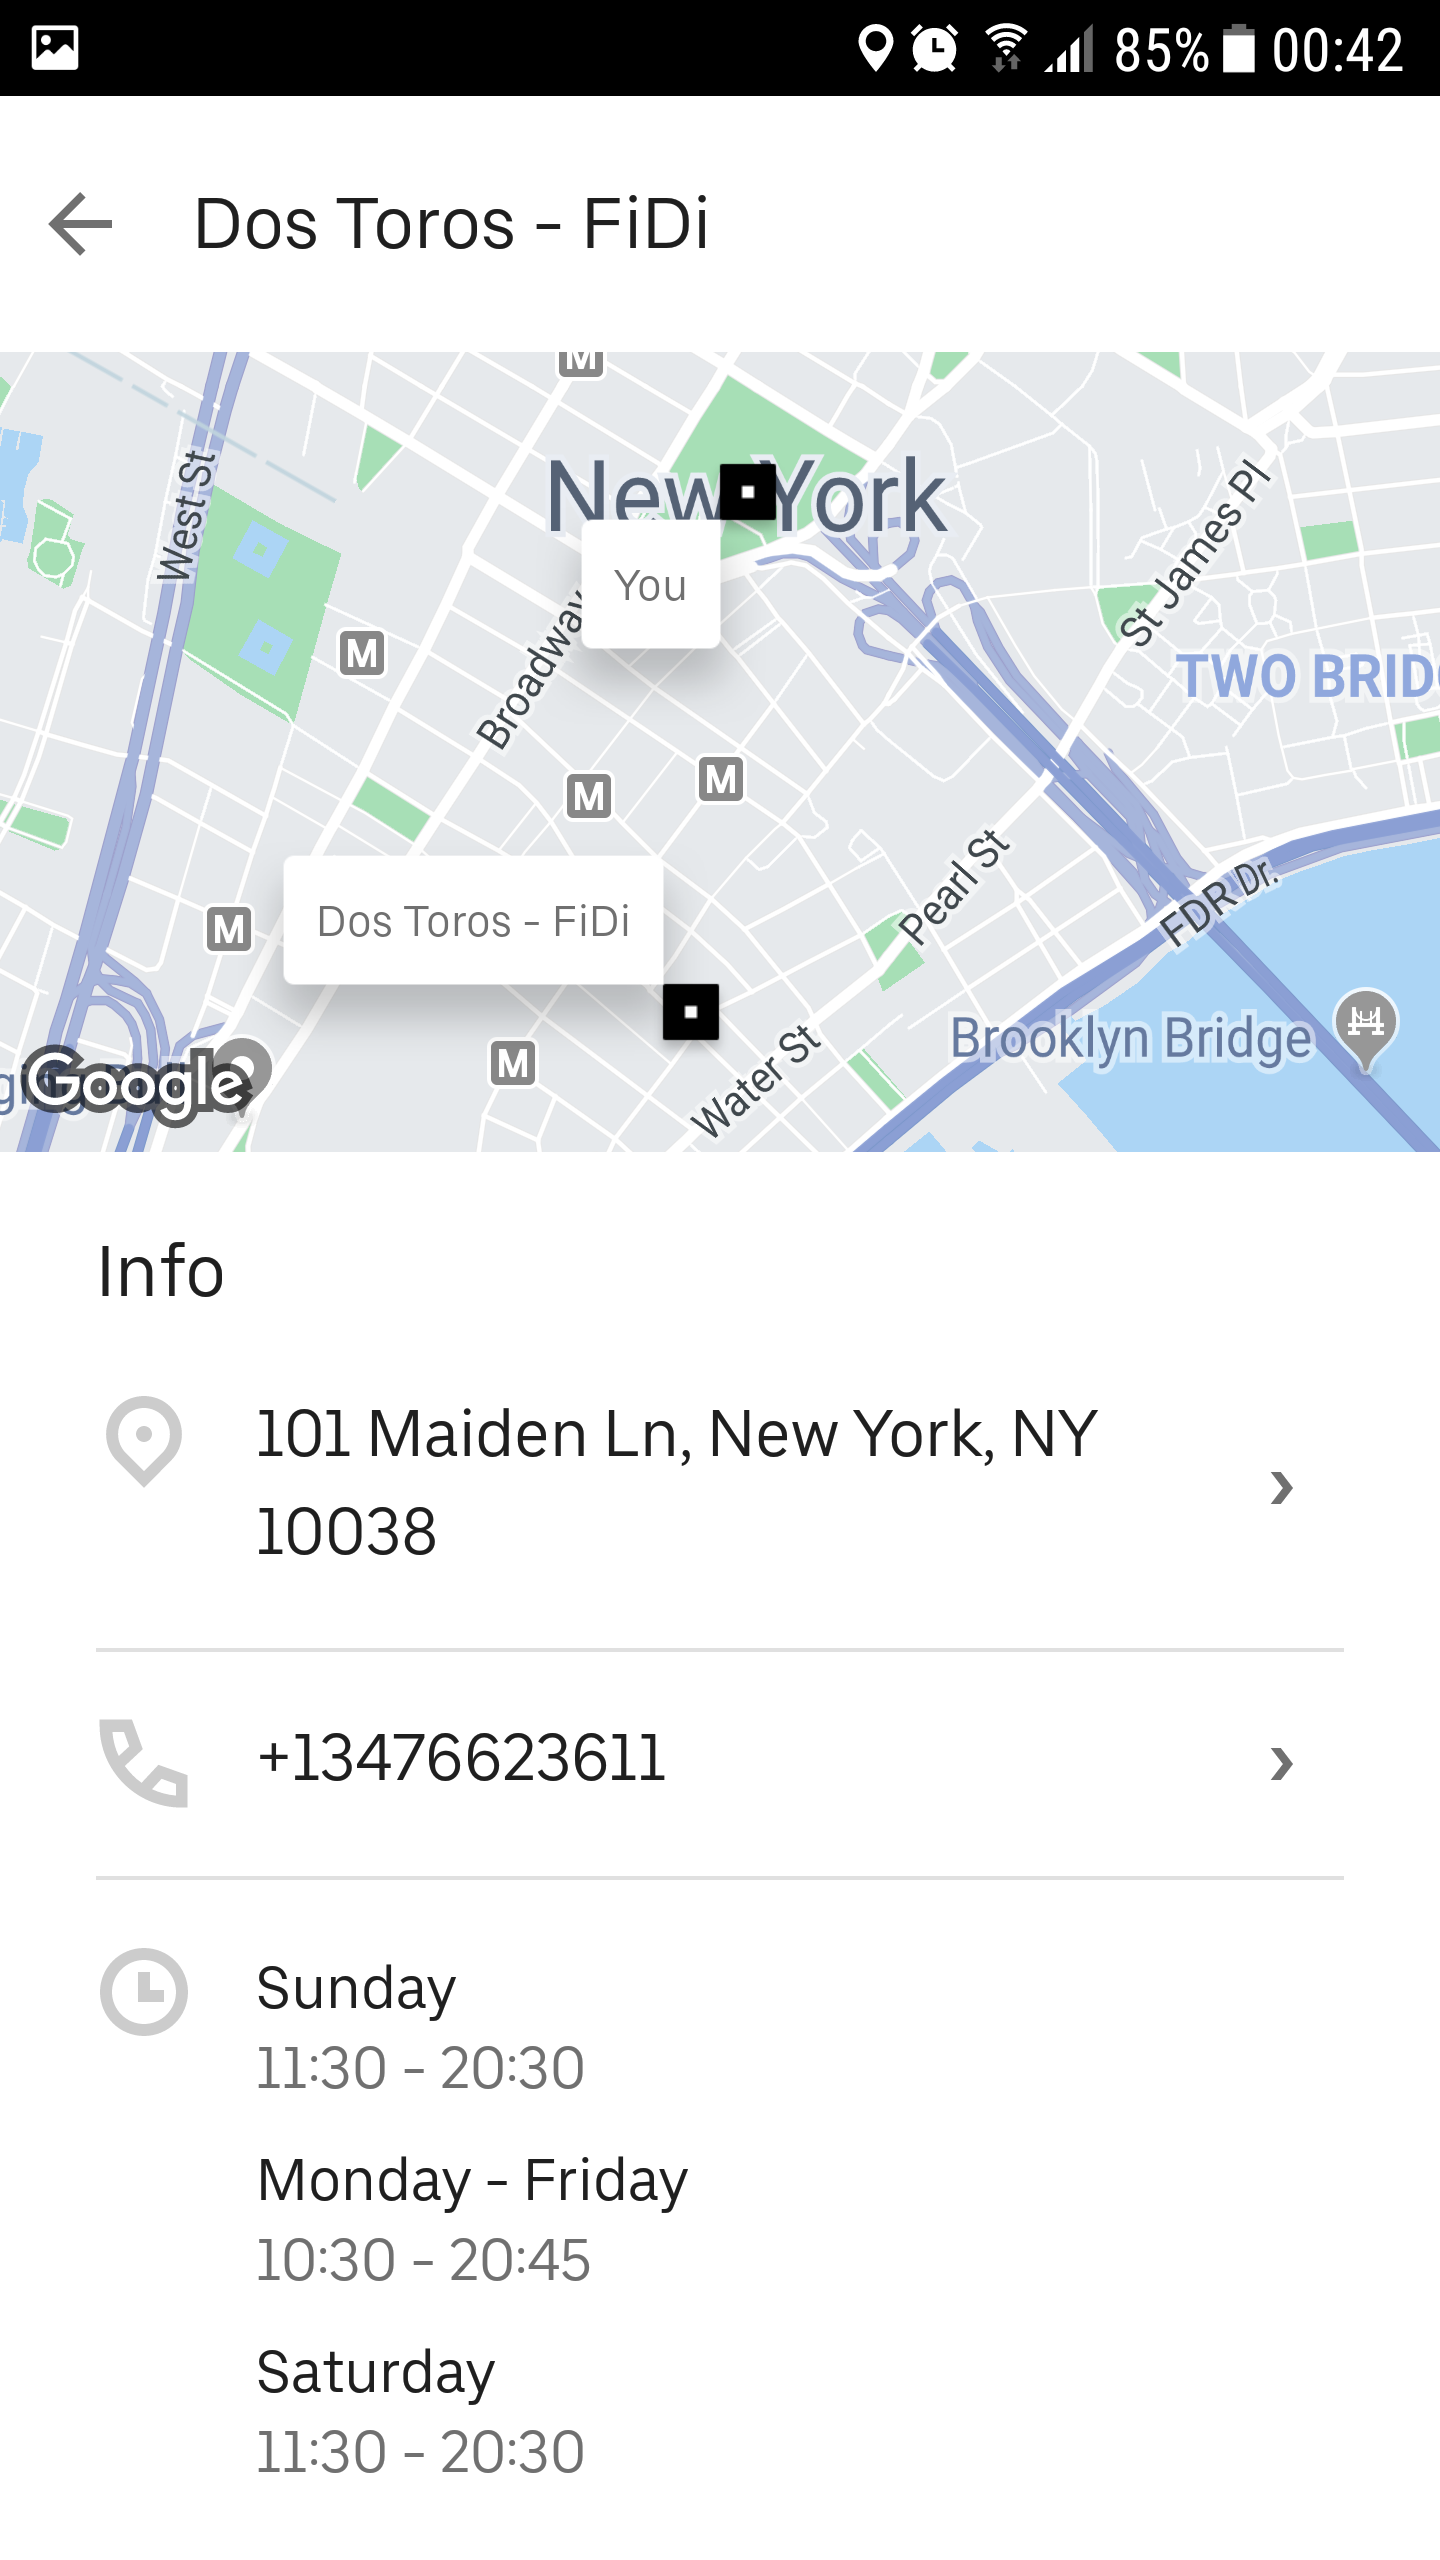 85% 00:42
Dos Toros - FiDi
M
New York
West St
St James Pl
You
Broadway
M
TWO BRIDG
M
M
Pearl St
FDR Dr.
Dos Toros - FiDi
M
Brooklyn Bridge
M
Water St
Google
Info
101 Maiden Ln, New York, NY
10038
+13476623611
Sunday
11:30 - 20:30
Monday - Friday
10:30 - 20:45
Saturday
11:30 - 20:30